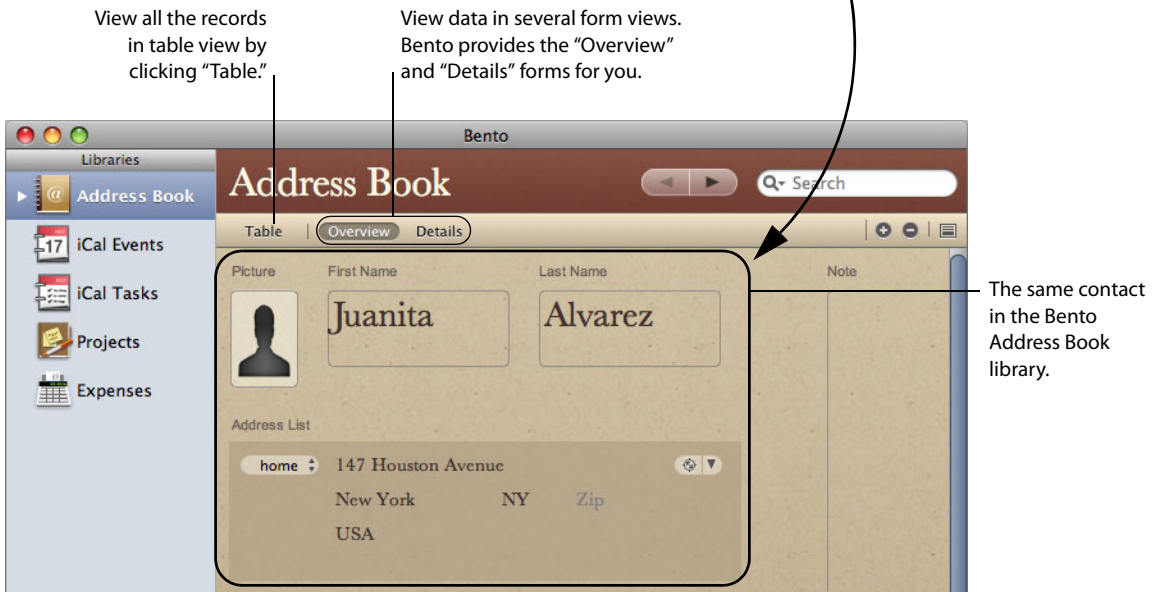 View all the records
in table view by
clicking “Table.”
View data in several form views.
Bento provides the “Overview”
and “Details” forms for you.
Bento
Libraries
Address Book
iCal Events
17
iCal Tasks
Projects
Expenses
Address Book
Search
Table
Overview
Details
Picture
First Name
Last Name
Note
Juanita
Alvarez
Address List
home
147 Houston Avenue
New York NY Zip
USA
The same contact
in the Bento
Address Book
library.